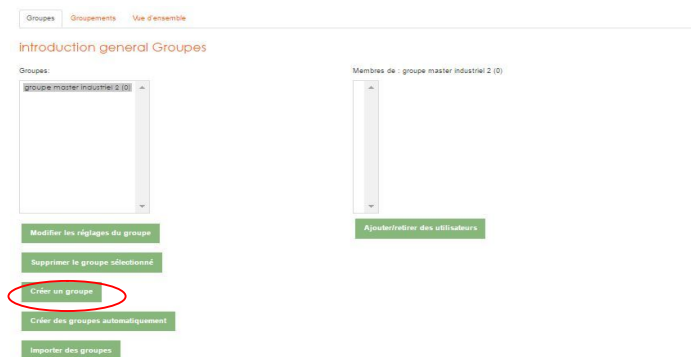 Groupes Groupements Vue d'ensemble
introduction general Groupes
Groupes:
groupe master industriel 2 (0)
Membres de : groupe master industriel 2 (0)
Modifier les réglages du groupe
Ajouter/retirer des utilisateurs
Supprimer le groupe sélectionné
Créer un groupe
Créer des groupes automatiquement
Importer des groupes